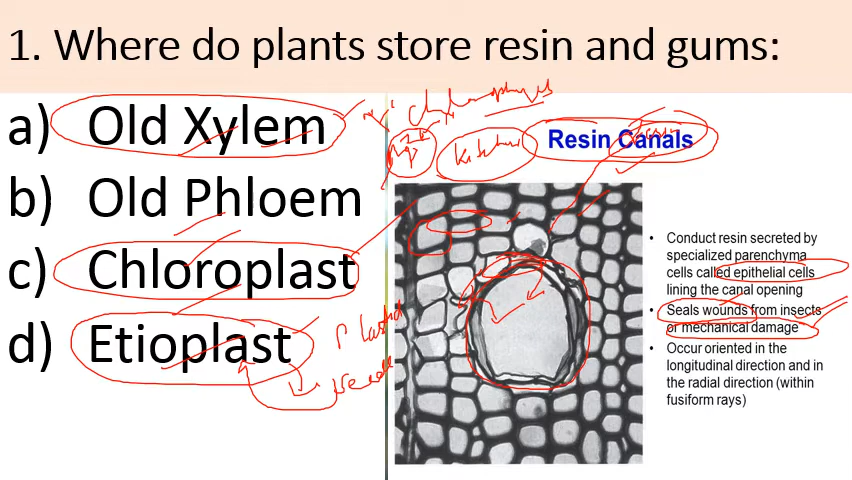 1. Where do plants store resin and gums:
a) Old Xylem
b) Old Phloem
c) Chloroplast
d) Etioplast
Resin Canals
• Conduct resin secreted by
specialized parenchyma
cells called epithelial cells
lining the canal opening
• Seals wounds from insects
or mechanical damage
• Occur oriented in the
longitudinal direction and in
the radial direction (within
fusiform rays)